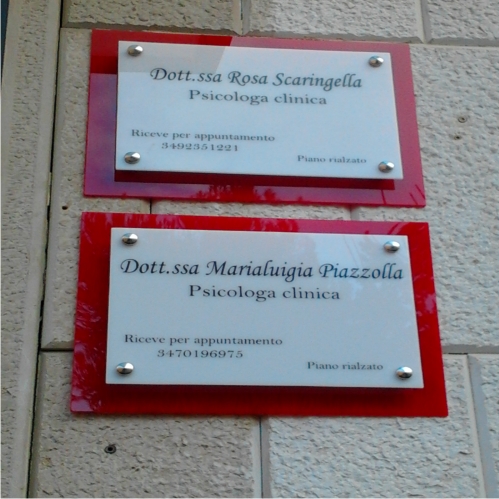 Dott.ssa Rosa Scaringella
Psicologa clinica
Riceve per appuntamento
3492351221
Piano rialzato
Dott.ssa Marialuigia Piazzolla
Psicologa clinica
Riceve per appuntamento
3470196975
Piano rialzato